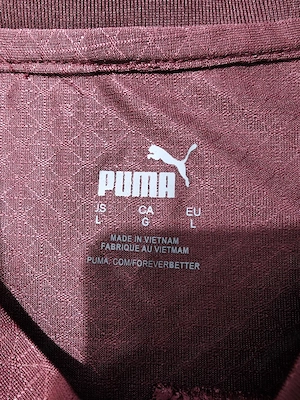 PUMA
US CA EU
L G L
MADE IN VIETNAM
FABRIQUE AU VIETNAM
PUMA.COM/FOREVERBETTER